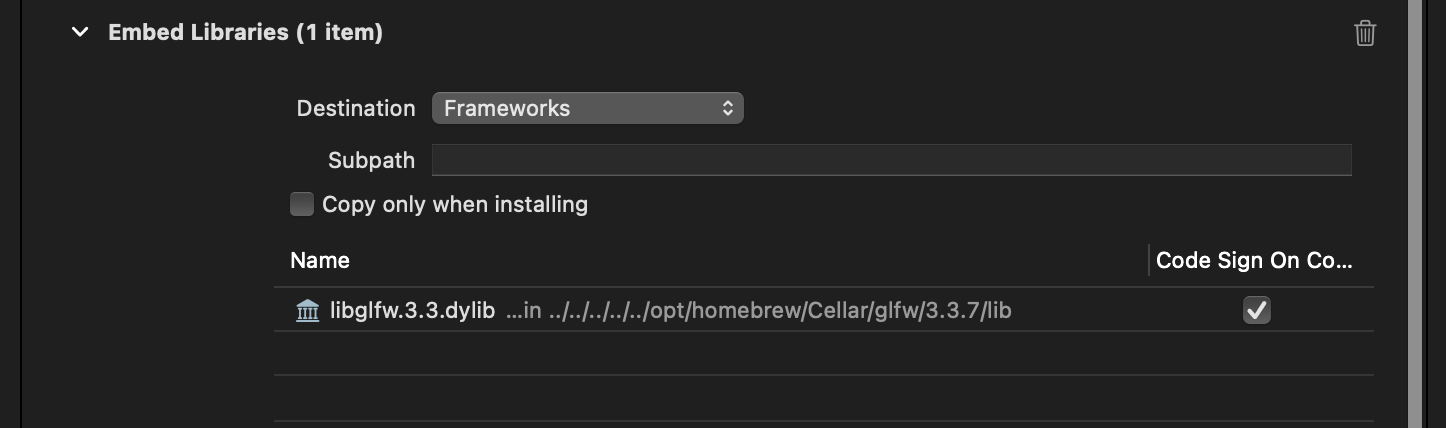 Embed Libraries (1 item)
Destination Frameworks
Subpath
Copy only when installing
Name Code Sign On Co...
libglfw.3.3.dylib ...in ../../../../../opt/homebrew/Cellar/glfw/3.3.7/lib